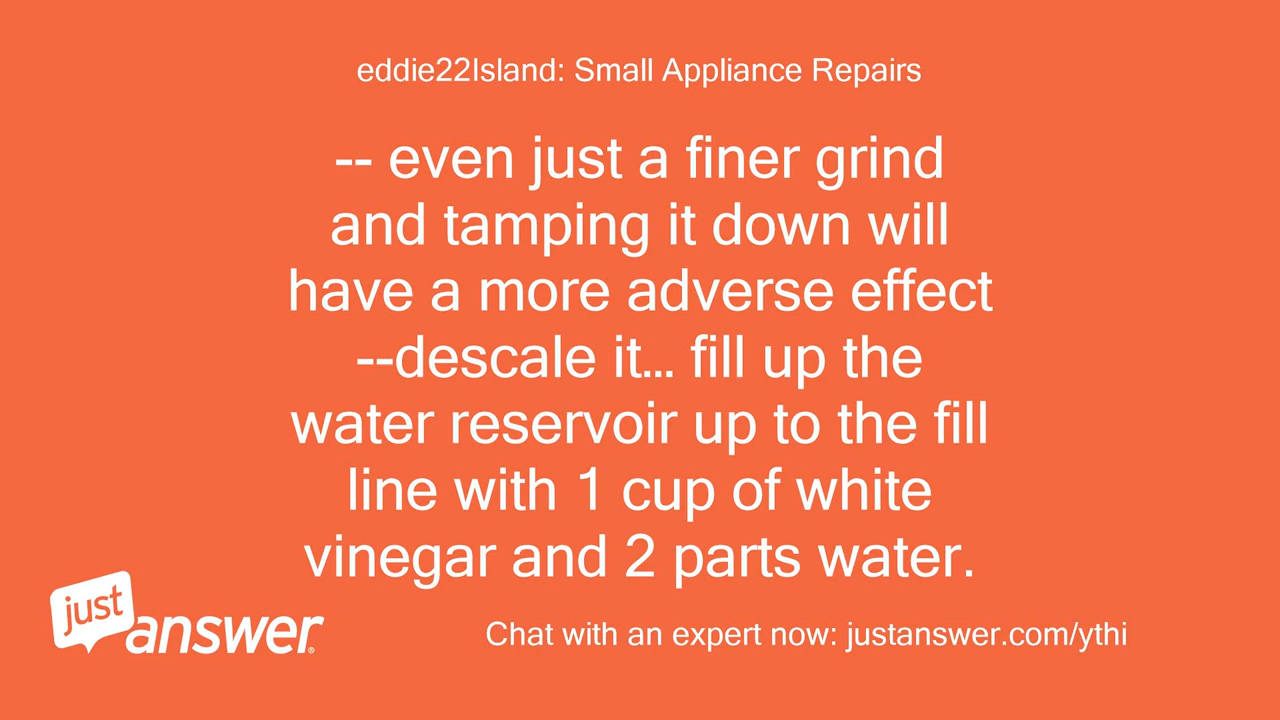 eddie22Island: Small Appliance Repairs
-- even just a finer grind
and tamping it down will
have a more adverse effect
--descale it... fill up the
water reservoir up to the fill
line with 1 cup of white
vinegar and 2 parts water.
just
answer®
Chat with an expert now: justanswer.com/ythi